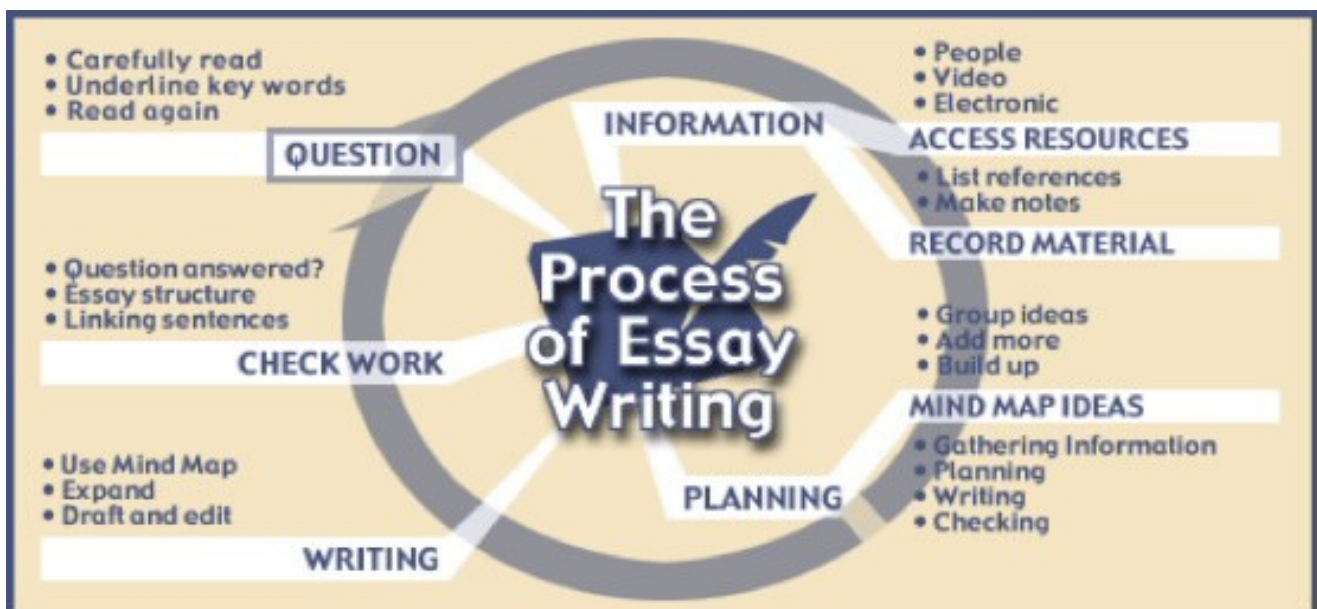 • Carefully read
• Underline key words
• Read again
QUESTION
• Question answered?
• Essay structure
• Linking sentences
CHECK WORK
• Use Mind Map
• Expand
• Draft and edit
WRITING
The
Process
of Essay
Writing
INFORMATION
PLANNING
• People
• Video
• Electronic
ACCESS RESOURCES
• List references
• Make notes
RECORD MATERIAL
• Group ideas
• Add more
• Build up
MIND MAP IDEAS
• Gathering Information
• Planning
• Writing
• Checking